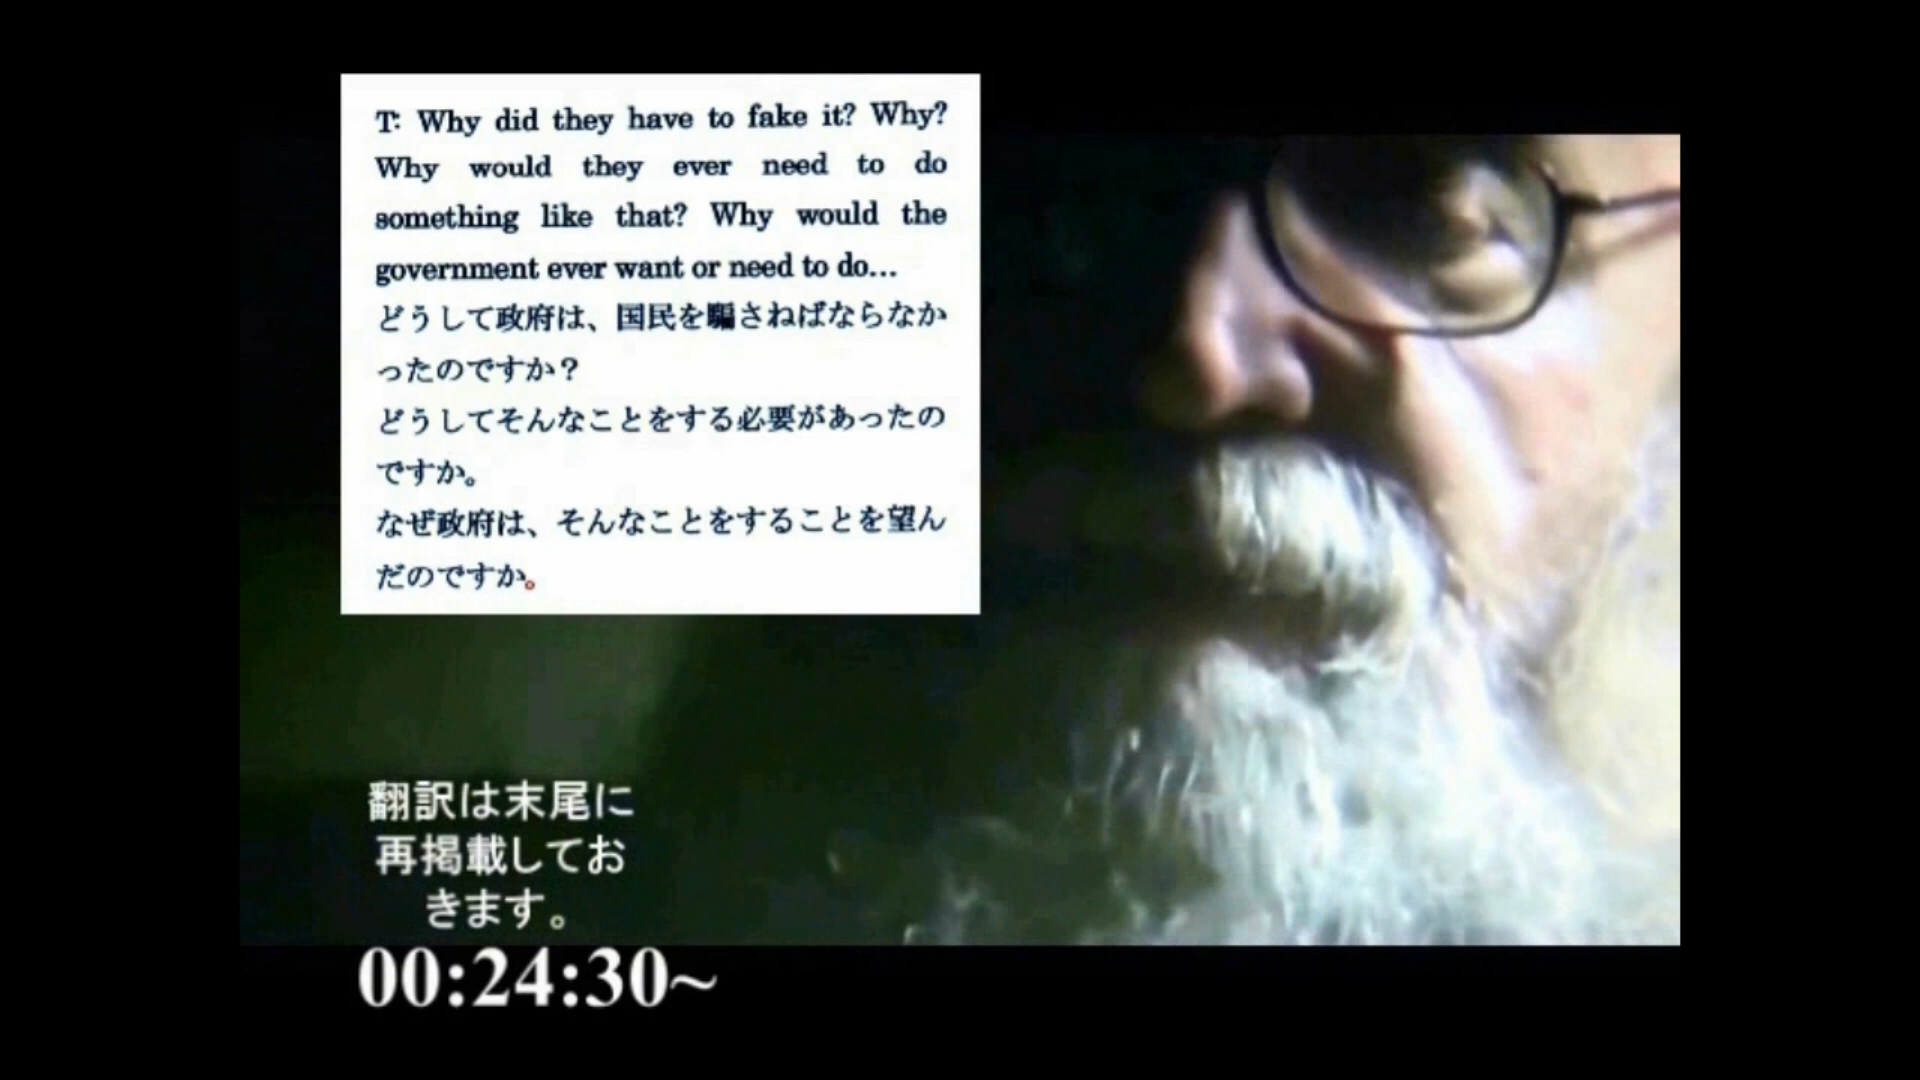 T: Why did they have to fake it? Why?
Why would they ever need to do
something like that? Why would the
government ever want or need to do...
どうして政府は、国民を騙さねばならなか
ったのですか?
どうしてそんなことをする必要があったの
ですか。
なぜ政府は、そんなことをすることを望ん
だのですか。
翻訳は末尾に
再掲載してお
きます。
00:24:30~